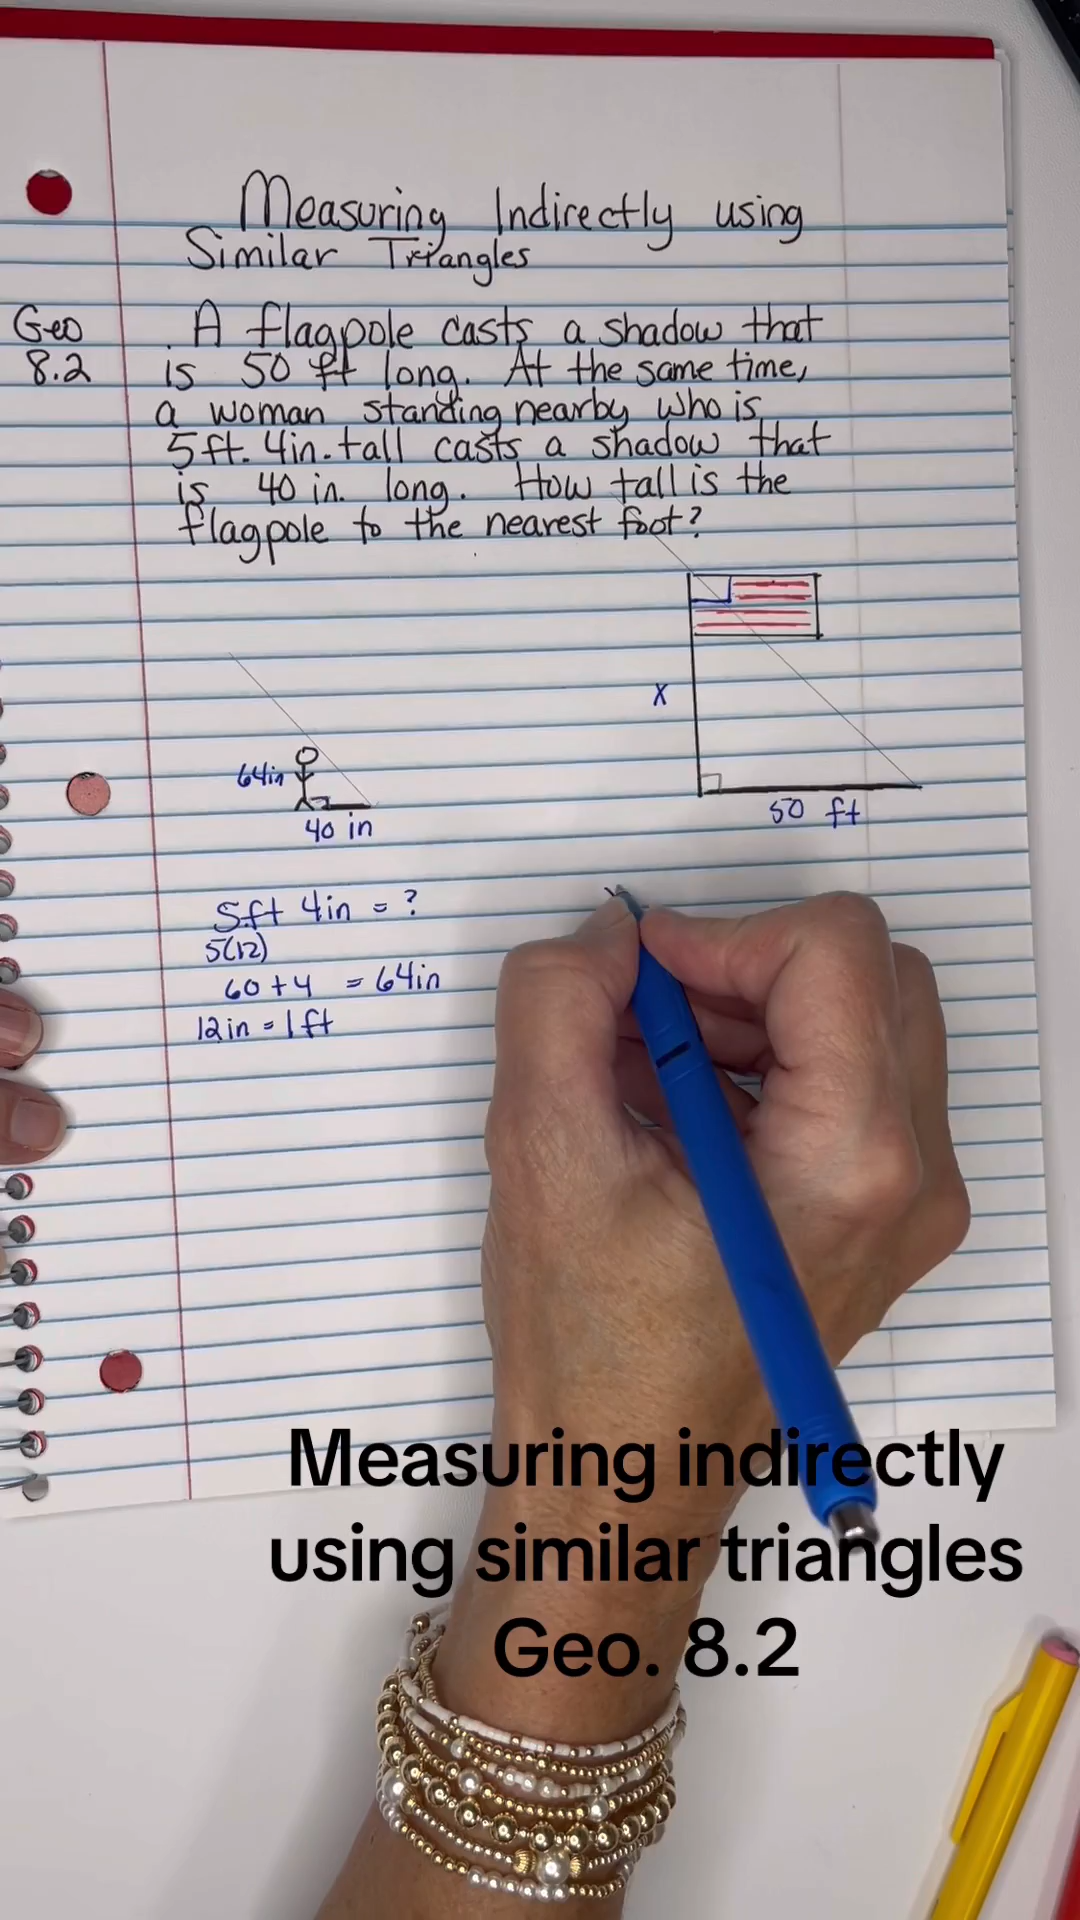 Measuring Indirectly using
Similar Triangles
Geo
8.2
A flagpole casts a shadow that
is 50 ft long. At the same time,
a woman standing nearby who is
5ft. 4in. tall casts a shadow that
is 40 in. long. How tall is the
flagpole to the nearest foot?
x
64in
40 in
50 ft
5ft 4in = ?
5(12)
60 + 4 = 64in
12in = 1ft
Measuring indirectly
using similar triangles
Geo. 8.2